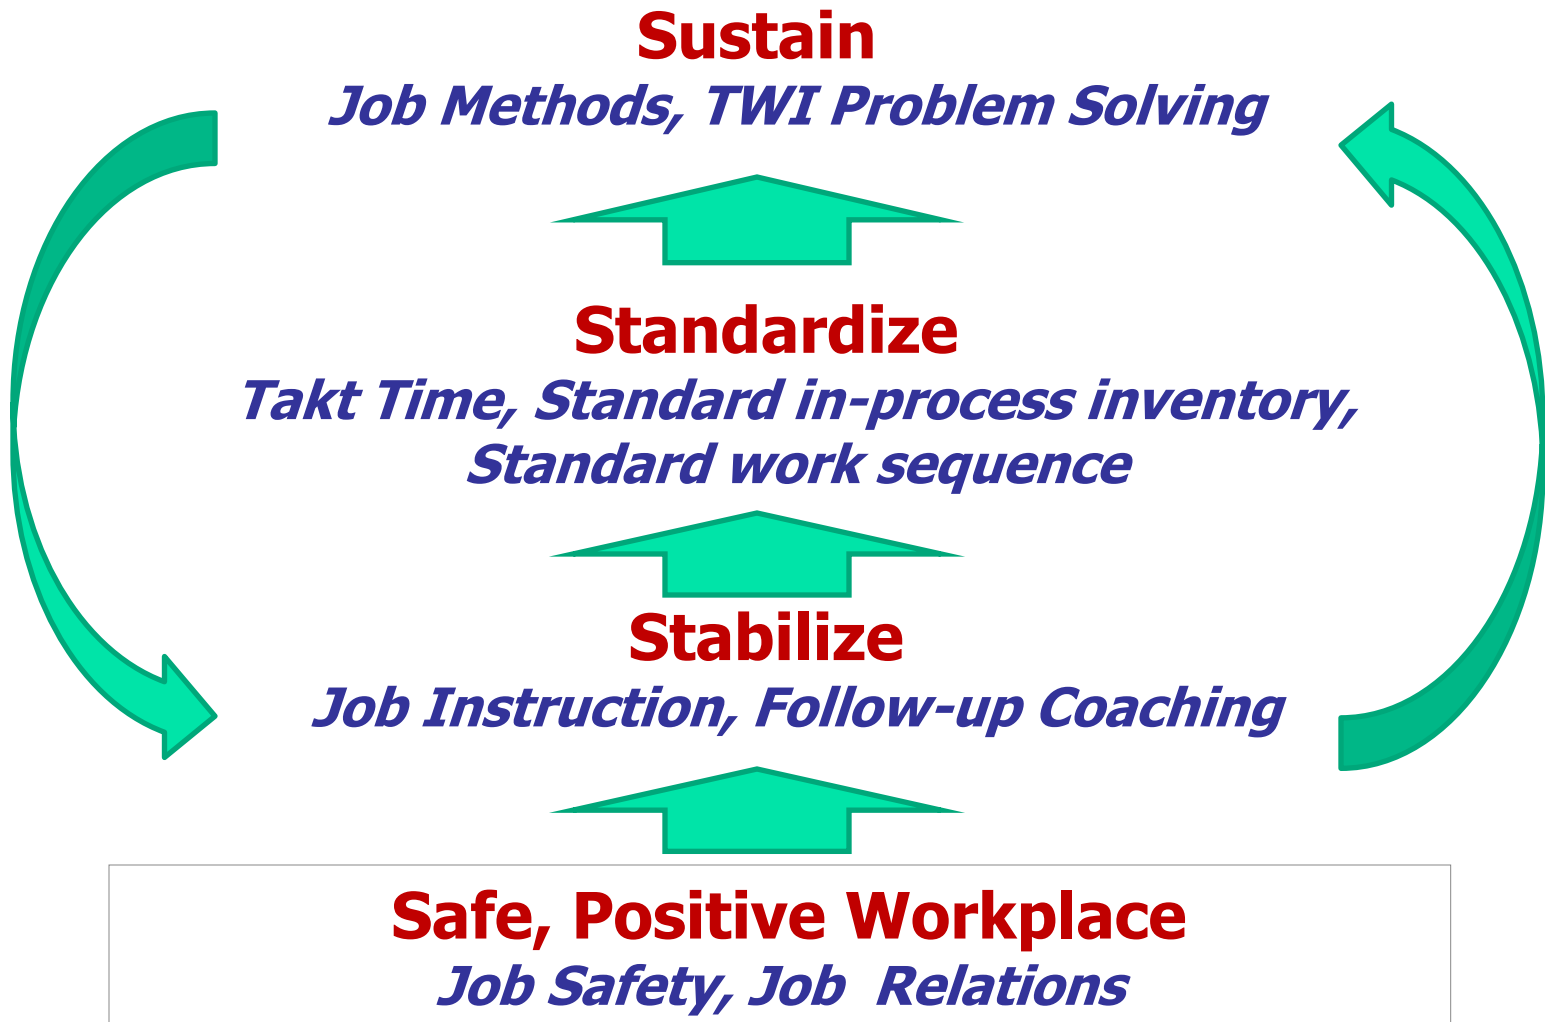 Sustain
Job Methods, TWI Problem Solving
Standardize
Takt Time, Standard in-process inventory,
Standard work sequence
Stabilize
Job Instruction, Follow-up Coaching
Safe, Positive Workplace
Job Safety, Job  Relations